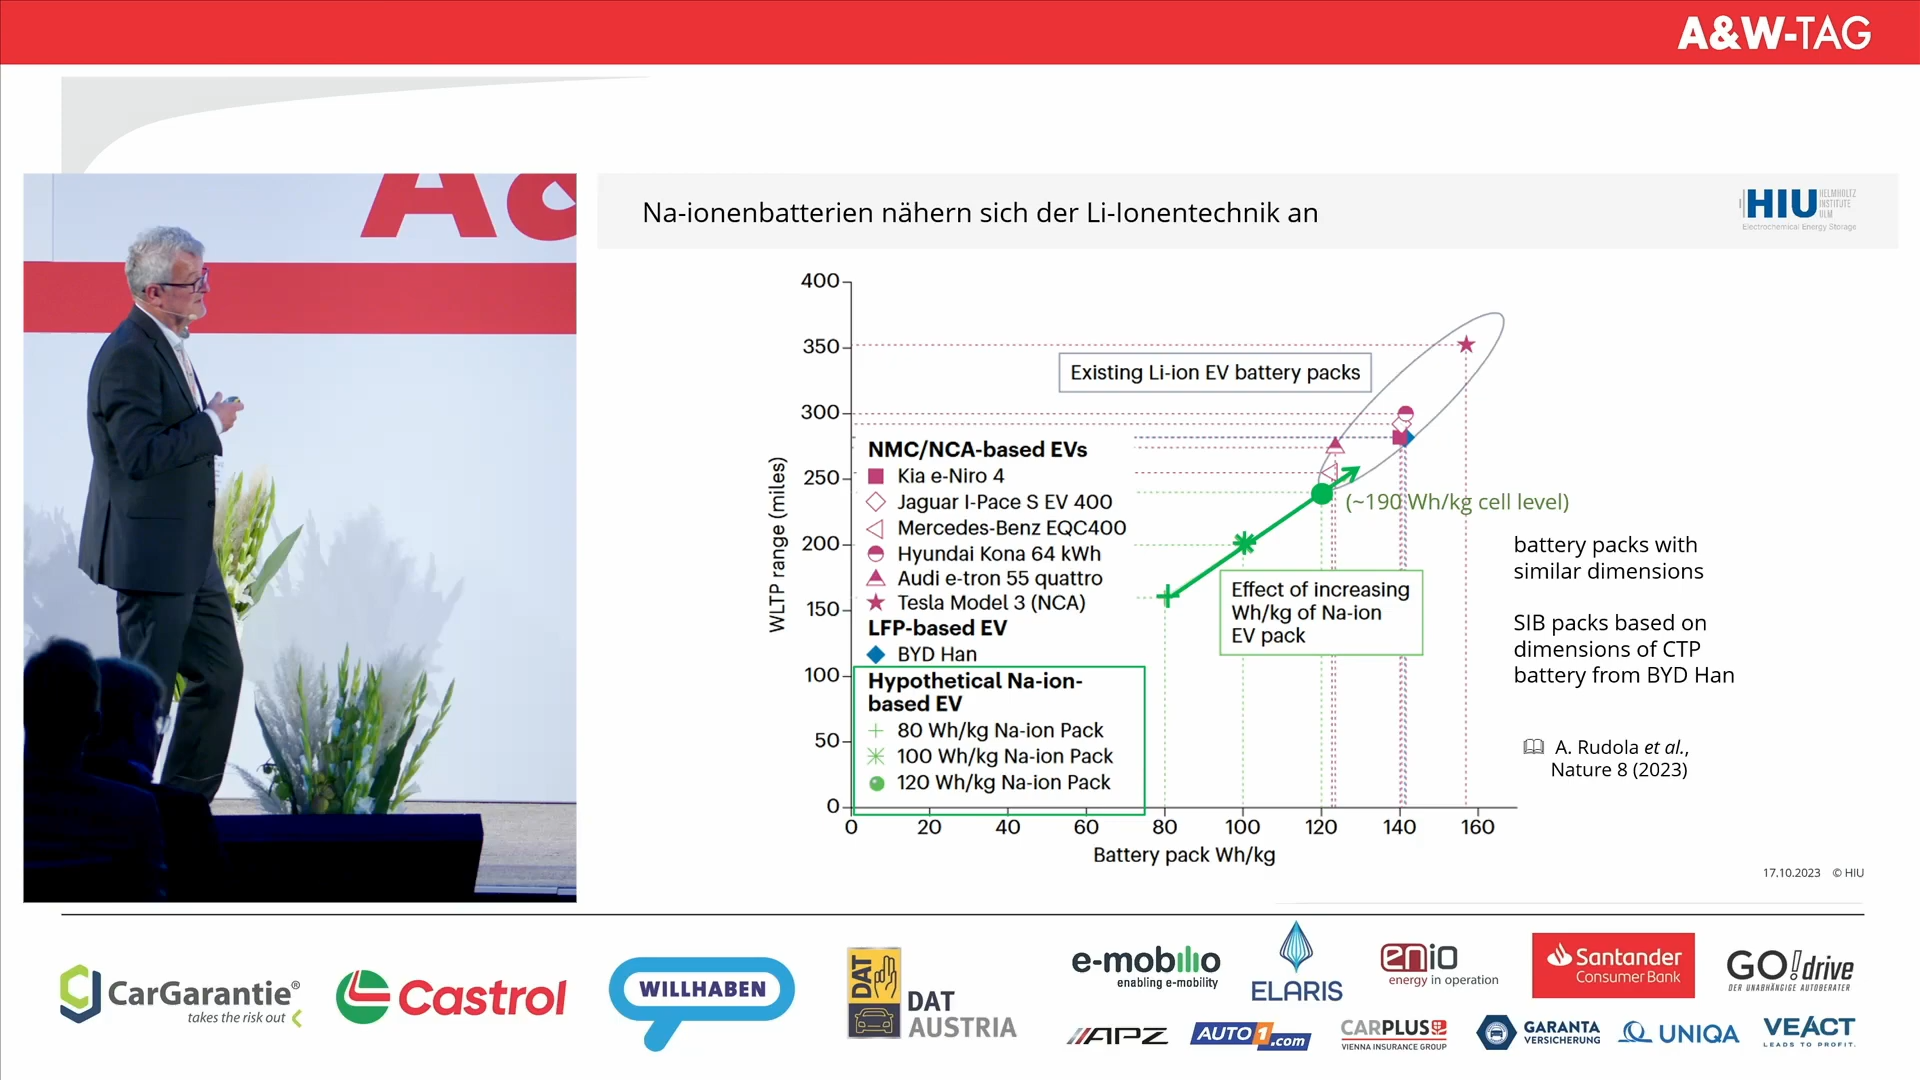 A&W-TAG
A&
Na-ionenbatterien nähern sich der Li-Ionentechnik an
HIU
HELMHOLTZ
INSTITUTE
ULM
Electrochemical Energy Storage
400
350
300
250
200
150
100
50
0
WLTP range (miles)
Existing Li-ion EV battery packs
NMC/NCA-based EVs
Kia e-Niro 4
Jaguar I-Pace S EV 400
Mercedes-Benz EQC400
Hyundai Kona 64 kWh
Audi e-tron 55 quattro
Tesla Model 3 (NCA)
LFP-based EV
BYD Han
Hypothetical Na-ion-
based EV
80 Wh/kg Na-ion Pack
100 Wh/kg Na-ion Pack
120 Wh/kg Na-ion Pack
(~190 Wh/kg cell level)
Effect of increasing
Wh/kg of Na-ion
EV pack
0 20 40 60 80 100 120 140 160
Battery pack Wh/kg
battery packs with
similar dimensions
SIB packs based on
dimensions of CTP
battery from BYD Han
A. Rudola et al.,
Nature 8 (2023)
17.10.2023 © HIU
CarGarantie®
takes the risk out
Castrol
WILLHABEN
DAT
DAT
AUSTRIA
e-mobilio
enabling e-mobility
ELARIS
enio
energy in operation
Santander
Consumer Bank
GO!drive
DER UNABHÄNGIGE AUTOBERATER
APZ
AUTO1.com
CARPLUS
VIENNA INSURANCE GROUP
GARANTA
VERSICHERUNG
UNIQA
VEACT
LEADS TO PROFIT.